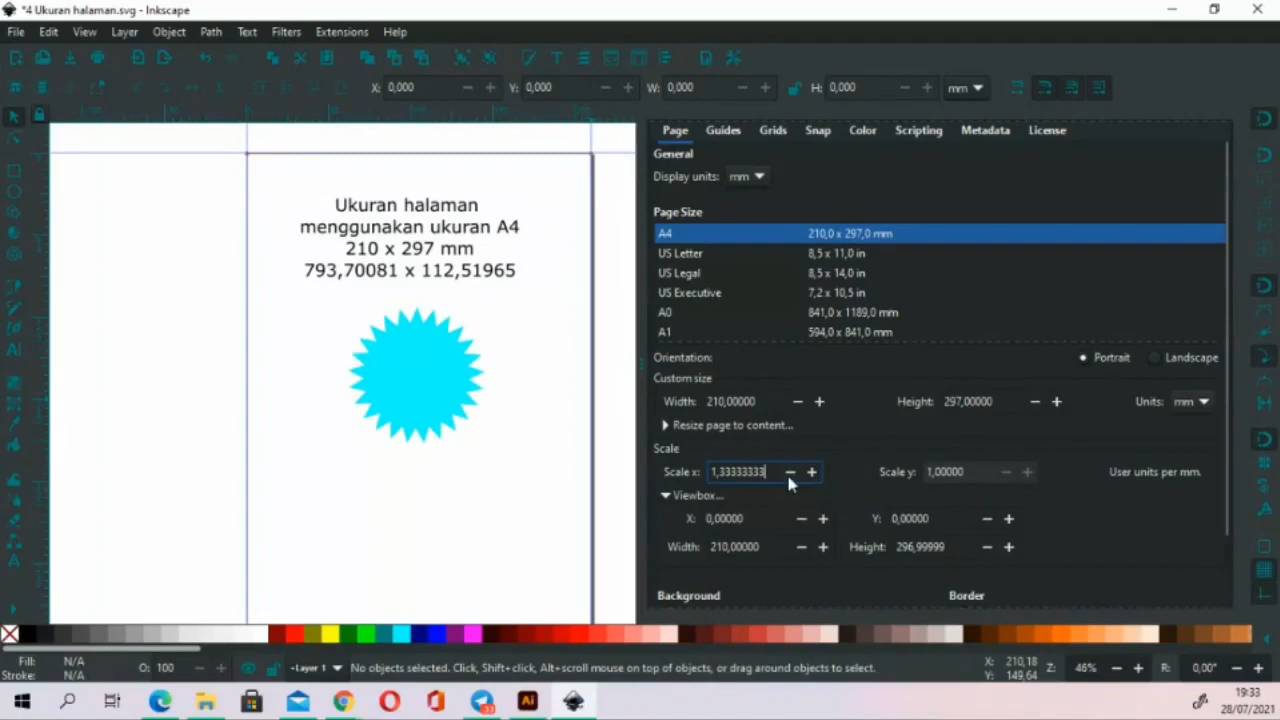 *4 Ukuran halaman.svg - Inkscape
File Edit View Layer Object Path Text Filters Extensions Help
X: 0,000 Y: 0,000 W: 0,000 H: 0,000 mm
Page Guides Grids Snap Color Scripting Metadata License
General
Display units: mm
Page Size
A4 210,0 x 297,0 mm
US Letter 8,5 x 11,0 in
US Legal 8,5 x 14,0 in
US Executive 7,2 x 10,5 in
A0 841,0 x 1189,0 mm
A1 594,0 x 841,0 mm
Orientation: Portrait Landscape
Custom size
Width: 210,00000 Height: 297,00000 Units: mm
Resize page to content...
Scale
Scale x: 1,33333333 Scale y: 1,00000 User units per mm.
Viewbox...
X: 0,00000 Y: 0,00000
Width: 210,00000 Height: 296,99999
Background Border
Ukuran halaman
menggunakan ukuran A4
210 x 297 mm
793,70081 x 112,51965
Fill: N/A
Stroke: N/A
O: 100
Layer 1
No objects selected. Click, Shift+click, Alt+scroll mouse on top of objects, or drag around objects to select.
X: 210,18
Y: 149,64
Z: 46%
R: 0,00°
Ai
33
19:33
28/07/2021